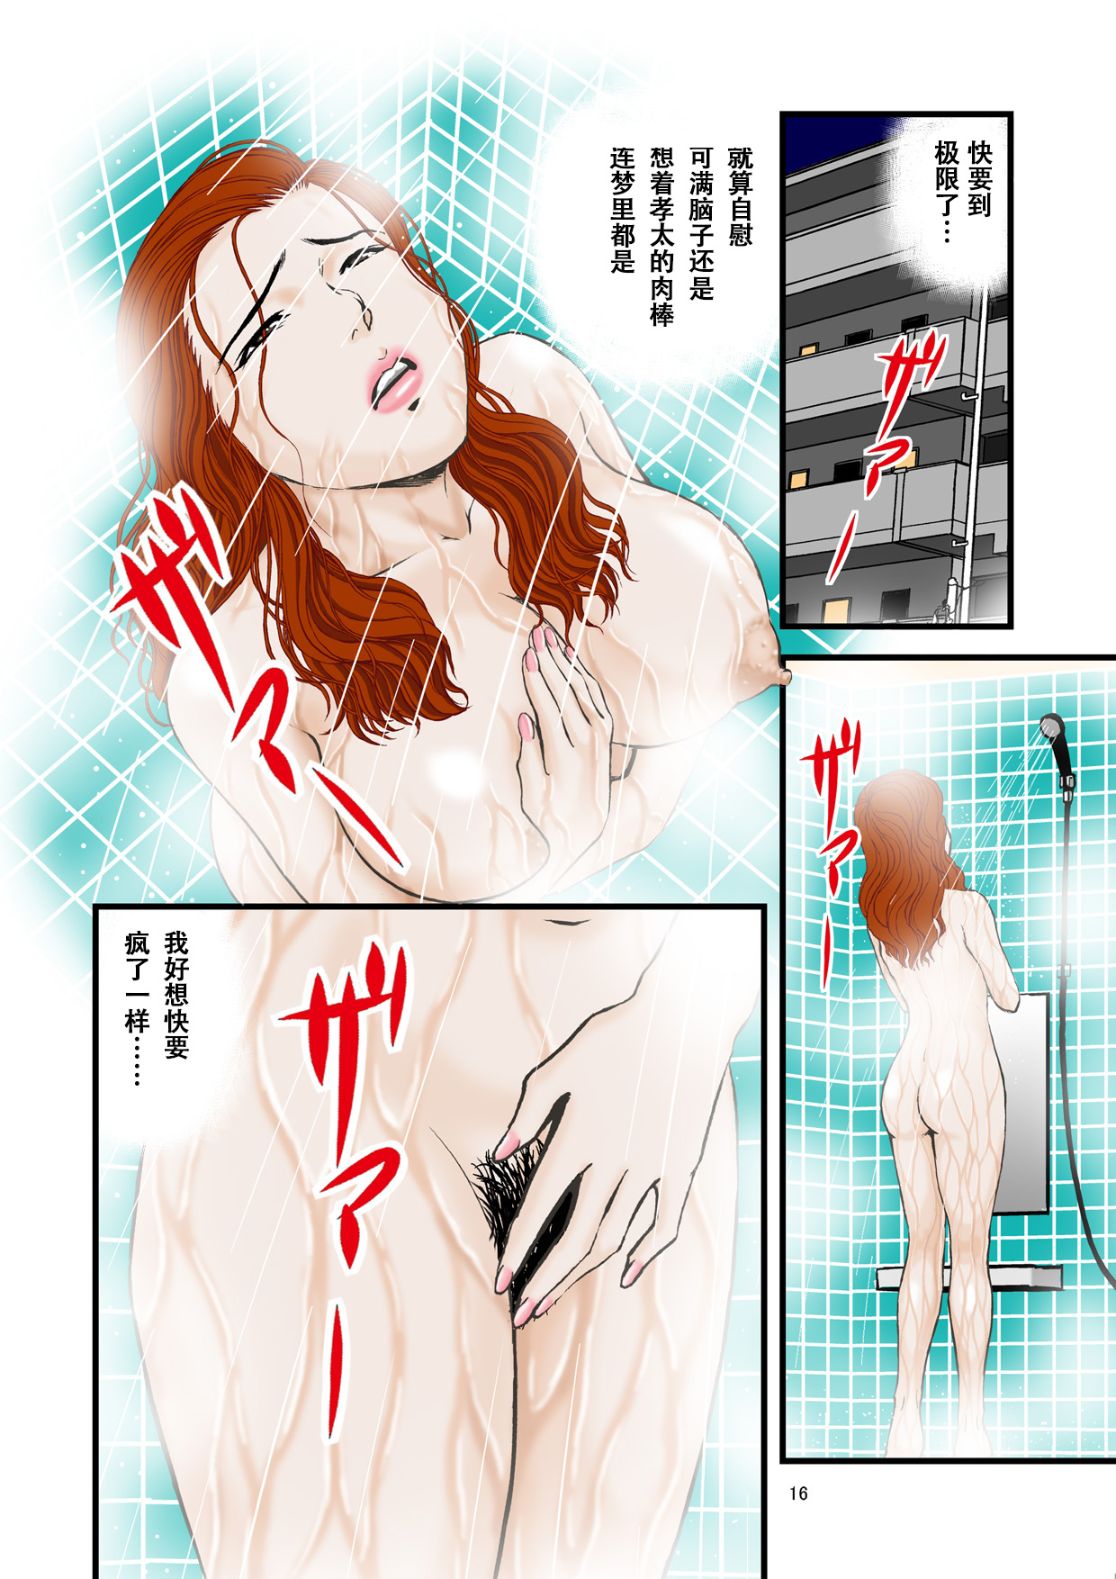 快要到
极限了…
ザァー
就算自慰
可满脑子还是
想着孝太的肉棒
连梦里都是
ザァー
ザァー
我好想快要
疯了一样……
ザァー
16